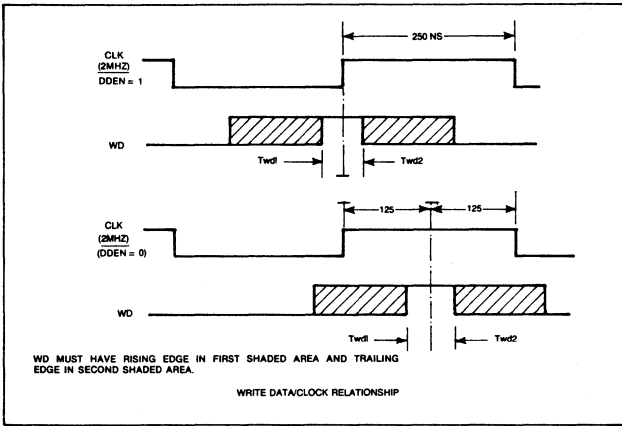 250 NS
CLK
(2MHZ)
DDEN = 1
WD
Twdl
Twd2
125
125
CLK
(2MHZ)
(DDEN = 0)
WD
Twdl
Twd2
WD MUST HAVE RISING EDGE IN FIRST SHADED AREA AND TRAILING
EDGE IN SECOND SHADED AREA.
WRITE DATA/CLOCK RELATIONSHIP